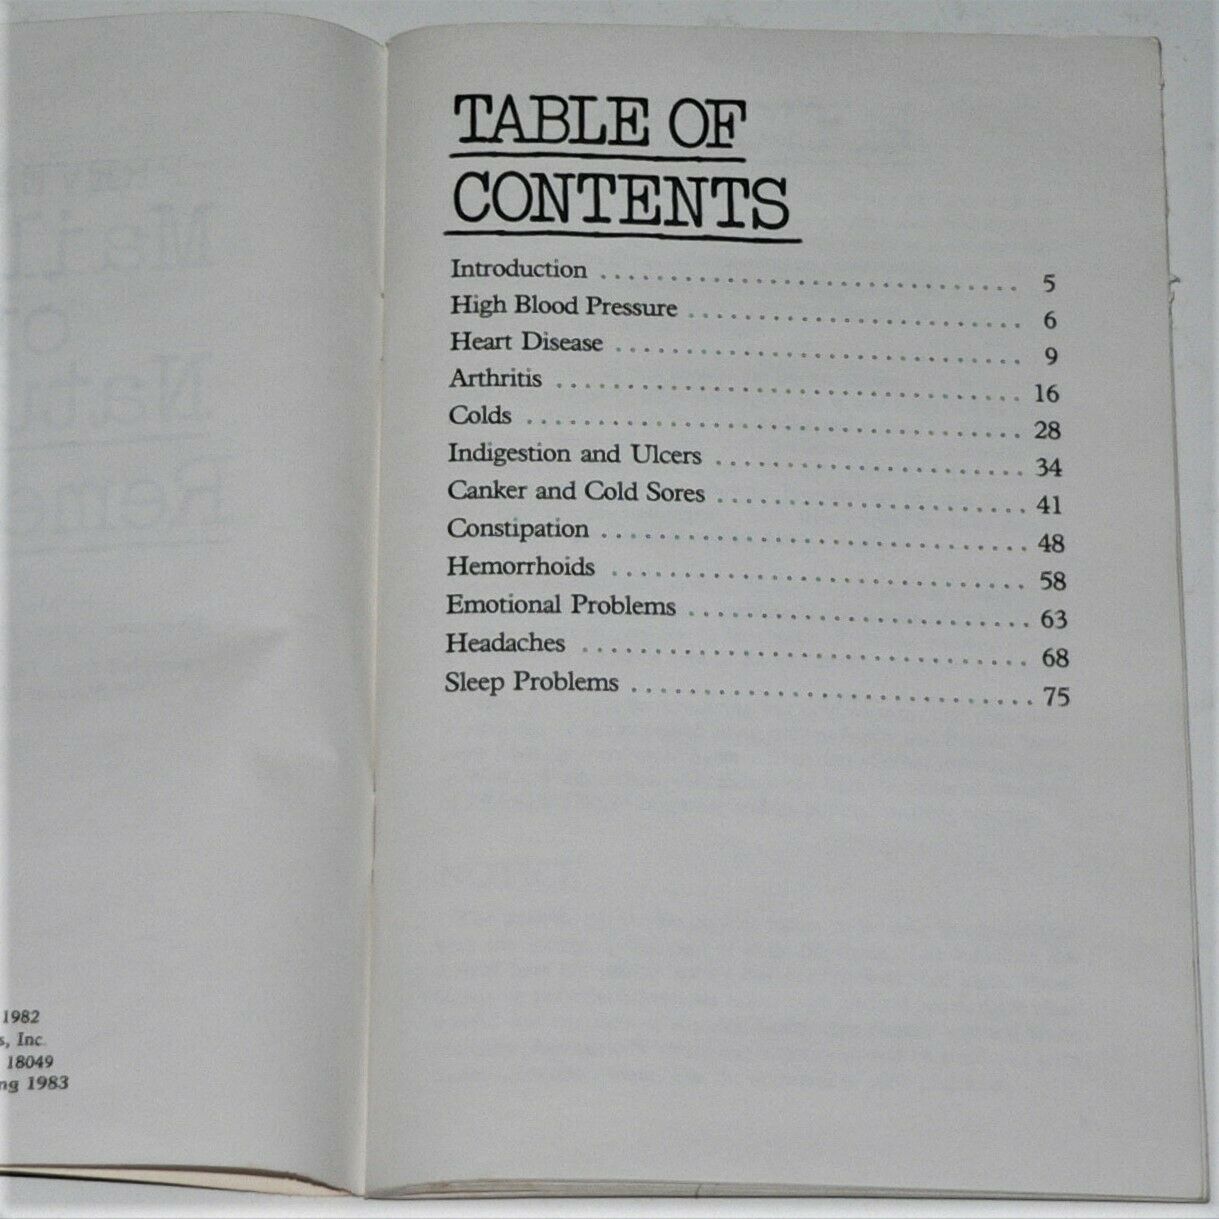 TABLE OF
CONTENTS
Introduction 5
High Blood Pressure 6
Heart Disease 9
Arthritis 16
Colds 28
Indigestion and Ulcers 34
Canker and Cold Sores 41
Constipation 48
Hemorrhoids 58
Emotional Problems 63
Headaches 68
Sleep Problems 75
1982
s, Inc.
18049
ng 1983